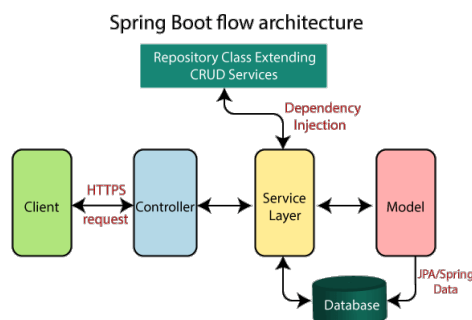 Spring Boot flow architecture
Repository Class Extending
CRUD Services
Dependency
Injection
Client
HTTPS
request
Controller
Service
Layer
Model
JPA/Spring
Data
Database